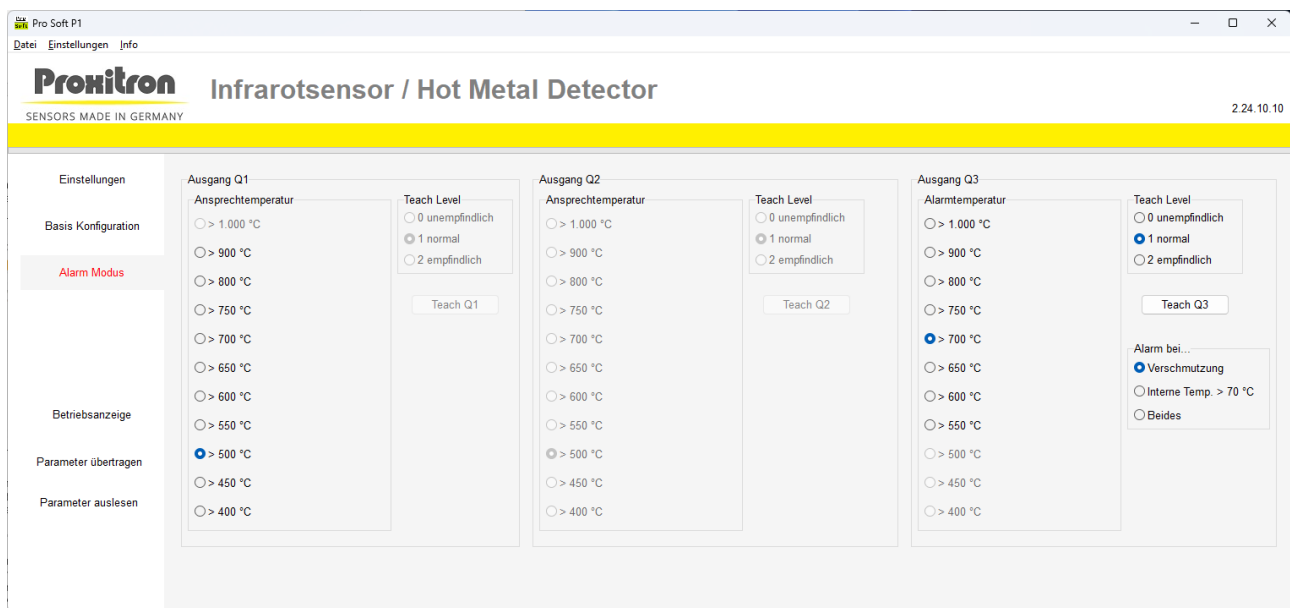 Pro Soft P1
Datei Einstellungen Info
Proxitron
SENSORS MADE IN GERMANY
Infrarotsensor / Hot Metal Detector
2.24.10.10
Einstellungen
Basis Konfiguration
Alarm Modus
Betriebsanzeige
Parameter übertragen
Parameter auslesen
Ausgang Q1
Ansprechtemperatur
> 1.000 °C
> 900 °C
> 800 °C
> 750 °C
> 700 °C
> 650 °C
> 600 °C
> 550 °C
> 500 °C
> 450 °C
> 400 °C
Teach Level
0 unempfindlich
1 normal
2 empfindlich
Teach Q1
Ausgang Q2
Ansprechtemperatur
> 1.000 °C
> 900 °C
> 800 °C
> 750 °C
> 700 °C
> 650 °C
> 600 °C
> 550 °C
> 500 °C
> 450 °C
> 400 °C
Teach Level
0 unempfindlich
1 normal
2 empfindlich
Teach Q2
Ausgang Q3
Alarmtemperatur
> 1.000 °C
> 900 °C
> 800 °C
> 750 °C
> 700 °C
> 650 °C
> 600 °C
> 550 °C
> 500 °C
> 450 °C
> 400 °C
Teach Level
0 unempfindlich
1 normal
2 empfindlich
Teach Q3
Alarm bei...
Verschmutzung
Interne Temp. > 70 °C
Beides